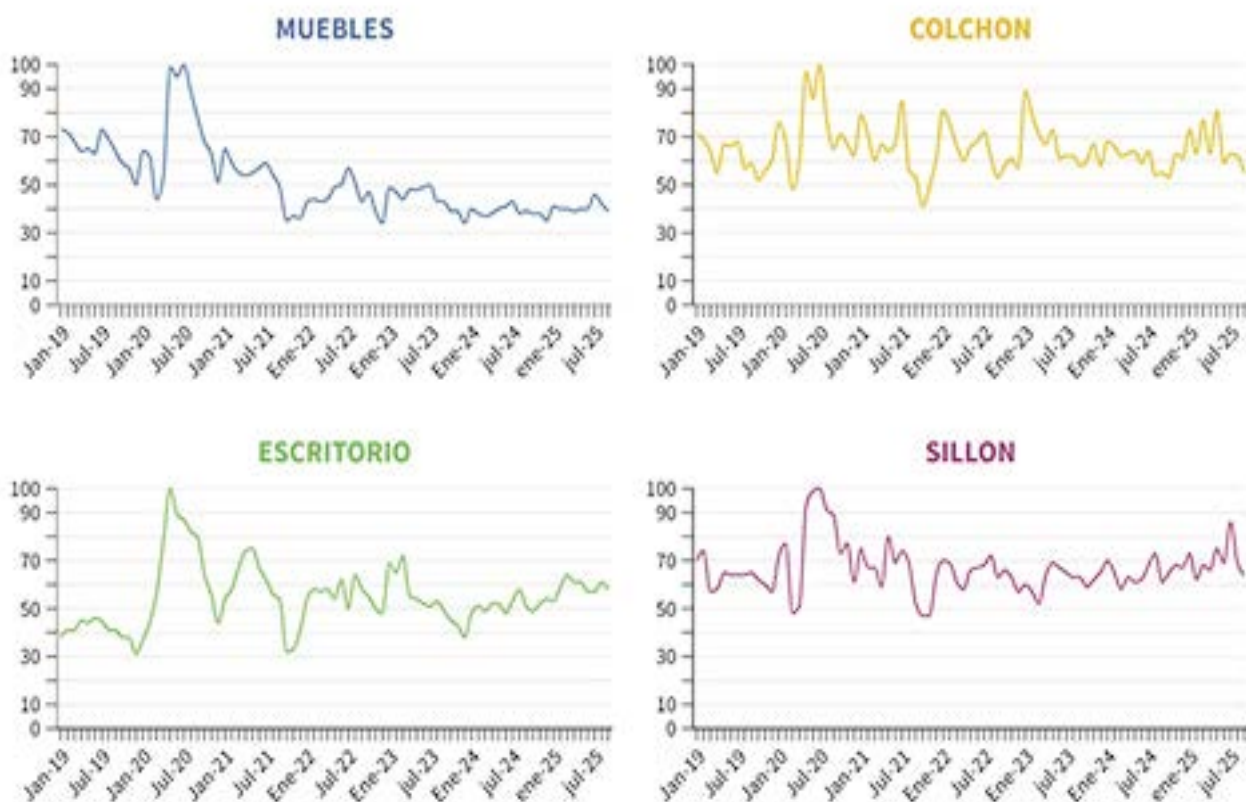 MUEBLES
100
90
70
50
30
10
0
Jan-19
Jul-19
Jan-20
Jul-20
Jan-21
Jul-21
Ene-22
Jul-22
Ene-23
jul-23
Ene-24
jul-24
ene-25
jul-25
COLCHON
100
90
70
50
30
10
0
Jan-19
Jul-19
Jan-20
Jul-20
Jan-21
Jul-21
Ene-22
Jul-22
Ene-23
jul-23
Ene-24
jul-24
ene-25
jul-25
ESCRITORIO
100
90
70
50
30
10
0
Jan-19
Jul-19
Jan-20
Jul-20
Jan-21
Jul-21
Ene-22
Jul-22
Ene-23
jul-23
Ene-24
jul-24
ene-25
jul-25
SILLON
100
90
70
50
30
10
0
Jan-19
Jul-19
Jan-20
Jul-20
Jan-21
Jul-21
Ene-22
Jul-22
Ene-23
jul-23
Ene-24
jul-24
ene-25
jul-25